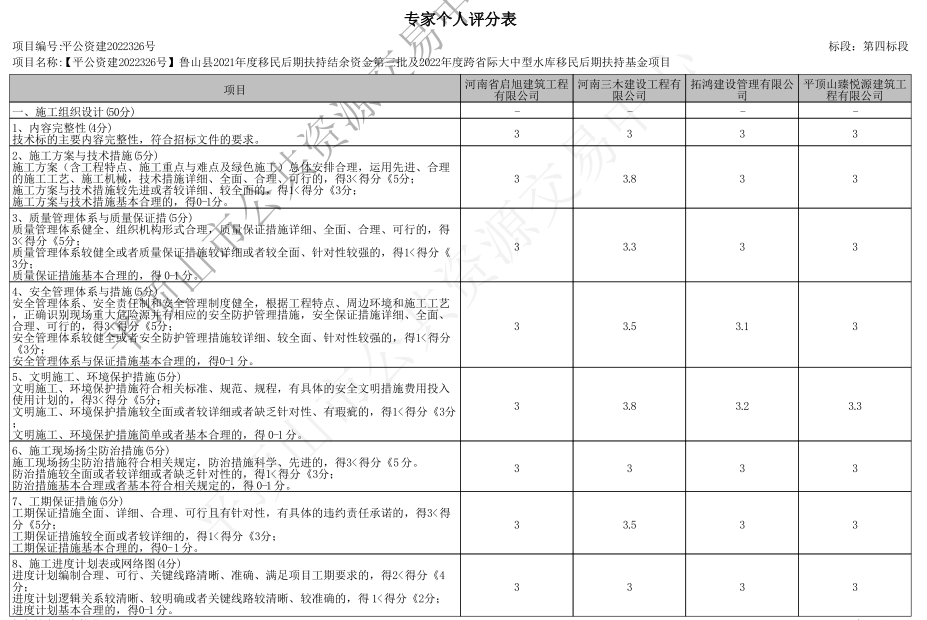 专家个人评分表
项目编号:平公资建2022326号 标段: 第四标段
项目名称:【平公资建2022326号】鲁山县2021年度移民后期扶持结余资金第二批及2022年度跨省际大中型水库移民后期扶持基金项目
项目 河南省启旭建筑工程有限公司 河南三木建设工程有限公司 拓鸿建设管理有限公司 平顶山臻悦源建筑工程有限公司
一、施工组织设计(50分) - - - -
1、内容完整性(4分)
技术标的主要内容完整性, 符合招标文件的要求。
3 3 3 3
2、施工方案与技术措施(5分)
施工方案（含工程特点、施工重点与难点及绿色施工）总体安排合理, 运用先进、合理
的施工工艺、施工机械, 技术措施详细、全面、合理、可行的, 得3<得分《5分;
施工方案与技术措施较先进或者较详细、较全面的, 得1<得分《3分;
施工方案与技术措施基本合理的, 得0-1分。
3 3.8 3 3
3、质量管理体系与质量保证措(5分)
质量管理体系健全、组织机构形式合理, 质量保证措施详细、全面、合理、可行的, 得
3<得分《5分;
质量管理体系较健全或者质量保证措施较详细或者较全面、针对性较强的, 得1<得分《
3分;
质量保证措施基本合理的, 得 0-1 分。
3 3.3 3 3
4、安全管理体系与措施(5分)
安全管理体系、安全责任制和安全管理制度健全, 根据工程特点、周边环境和施工工艺
, 正确识别现场重大危险源并有相应的安全防护管理措施, 安全保证措施详细、全面、
合理、可行的, 得3<得分《5分;
安全管理体系较健全或者安全防护管理措施较详细、较全面、针对性较强的, 得1<得分
《3分;
安全管理体系与保证措施基本合理的, 得0-1 分。
3 3.5 3.1 3
5、文明施工、环境保护措施(5分)
文明施工、环境保护措施符合相关标准、规范、规程, 有具体的安全文明措施费用投入
使用计划的, 得3<得分《5分;
文明施工、环境保护措施较全面或者较详细或者缺乏针对性、有瑕疵的, 得1<得分《3分
;
文明施工、环境保护措施简单或者基本合理的, 得 0-1 分。
3 3.8 3.2 3.3
6、施工现场扬尘防治措施(5分)
施工现场扬尘防治措施符合相关规定, 防治措施科学、先进的, 得3<得分《5 分。
防治措施较全面或者较详细或者缺乏针对性的, 得1<得分《3分;
防治措施基本合理或者基本符合相关规定的, 得 0-1 分。
3 3 3 3
7、工期保证措施(5分)
工期保证措施全面、详细、合理、可行且有针对性, 有具体的违约责任承诺的, 得3<得
分《5分;
工期保证措施较全面或者较详细的, 得1<得分《3分;
工期保证措施基本合理的, 得0-1 分。
3 3.5 3 3
8、施工进度计划表或网络图(4分)
进度计划编制合理、可行、关键线路清晰、准确、满足项目工期要求的, 得2<得分《4
分;
进度计划逻辑关系较清晰、较明确或者关键线路较清晰、较准确的, 得 1<得分《2分;
进度计划基本合理的, 得0-1 分。
3 3 3 3
平顶山市公共资源交易中
平顶山市公共资源交易中心